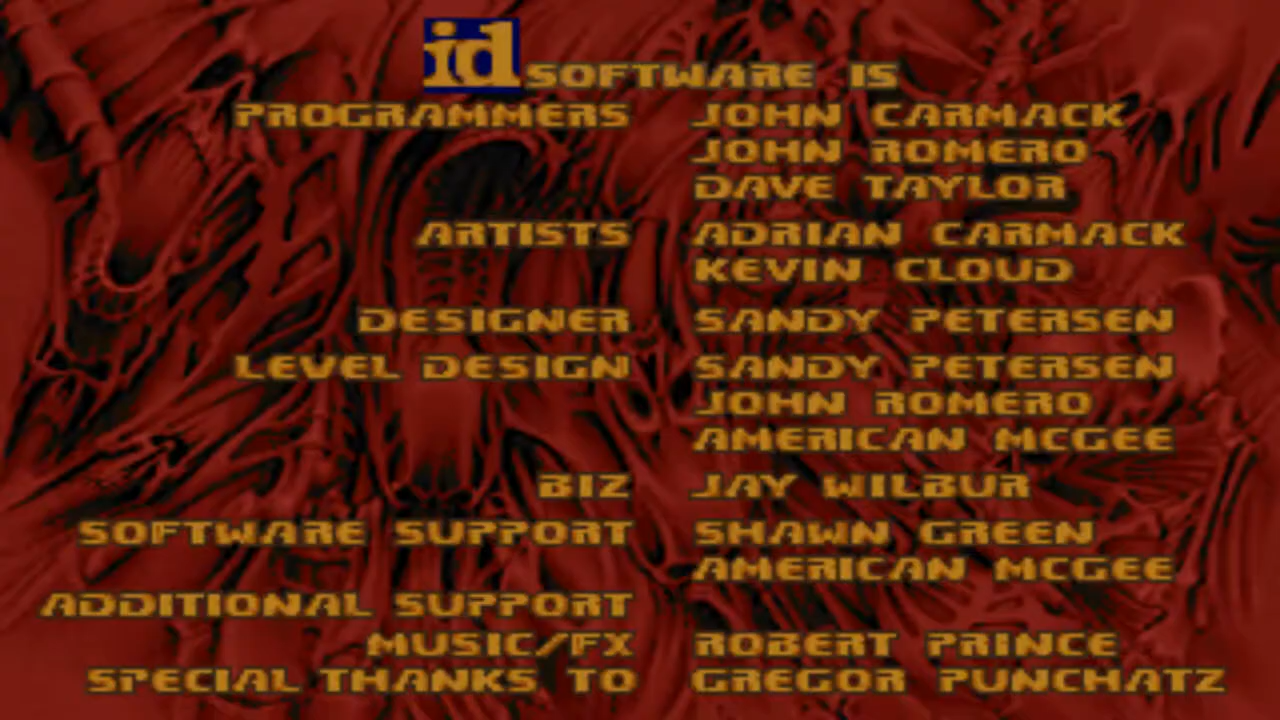 id SOFTWARE IS
PROGRAMMERS JOHN CARMACK
JOHN ROMERO
DAVE TAYLOR
ARTISTS ADRIAN CARMACK
KEVIN CLOUD
DESIGNER SANDY PETERSEN
LEVEL DESIGN SANDY PETERSEN
JOHN ROMERO
AMERICAN MCGEE
BIZ JAY WILBUR
SOFTWARE SUPPORT SHAWN GREEN
AMERICAN MCGEE
ADDITIONAL SUPPORT
MUSIC/FX ROBERT PRINCE
SPECIAL THANKS TO GREGOR PUNCHATZ